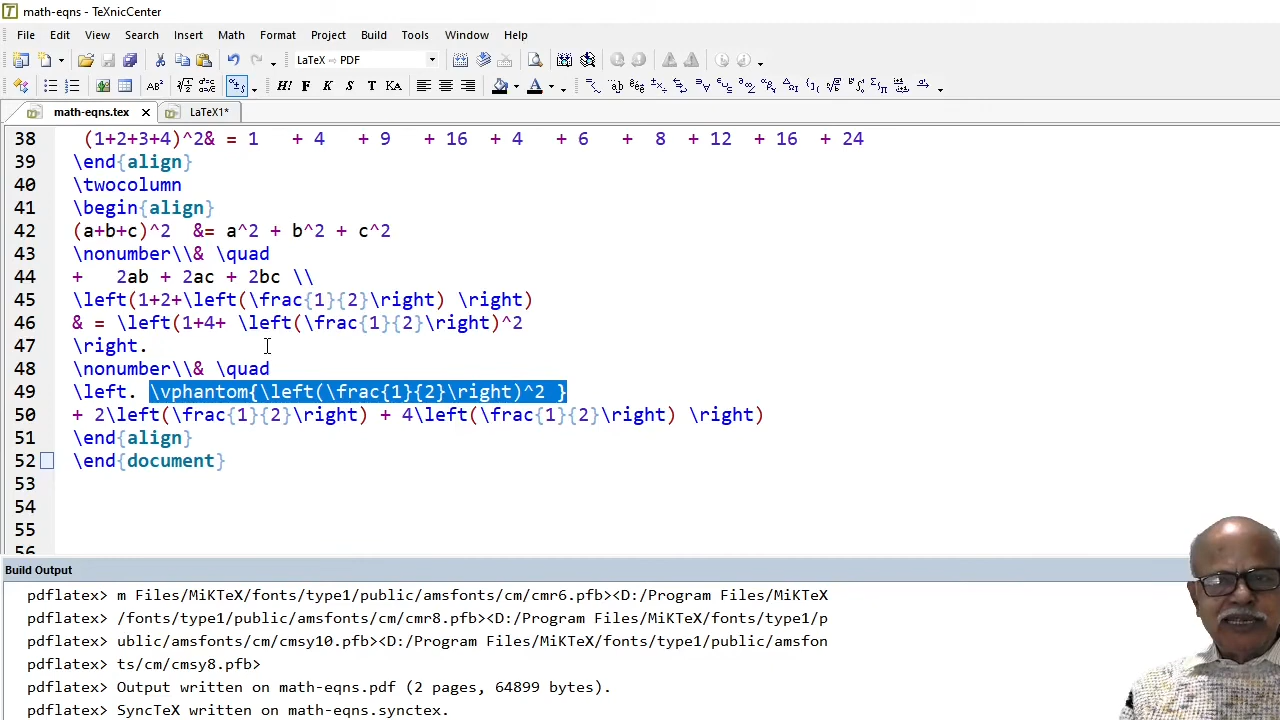 math-eqns - TeXnicCenter
File Edit View Search Insert Math Format Project Build Tools Window Help
LaTeX ⇨ PDF
math-eqns.tex LaTeX1*
38 (1+2+3+4)^2& = 1 + 4 + 9 + 16 + 4 + 6 + 8 + 12 + 16 + 24
39 \end{align}
40 \twocolumn
41 \begin{align}
42 (a+b+c)^2 &= a^2 + b^2 + c^2
43 \nonumber\\& \quad
44 + 2ab + 2ac + 2bc \\
45 \left(1+2+\left(\frac{1}{2}\right) \right)
46 & = \left(1+4+ \left(\frac{1}{2}\right)^2
47 \right.
48 \nonumber\\& \quad
49 \left. \vphantom{\left(\frac{1}{2}\right)^2 }
50 + 2\left(\frac{1}{2}\right) + 4\left(\frac{1}{2}\right) \right)
51 \end{align}
52 \end{document}
53
54
55
56
Build Output
pdflatex> m Files/MiKTeX/fonts/type1/public/amsfonts/cm/cmr6.pfb><D:/Program Files/MiKTeX
pdflatex> /fonts/type1/public/amsfonts/cm/cmr8.pfb><D:/Program Files/MiKTeX/fonts/type1/p
pdflatex> ublic/amsfonts/cm/cmsy10.pfb><D:/Program Files/MiKTeX/fonts/type1/public/amsfon
pdflatex> ts/cm/cmsy8.pfb>
pdflatex> Output written on math-eqns.pdf (2 pages, 64899 bytes).
pdflatex> SyncTeX written on math-eqns.synctex.